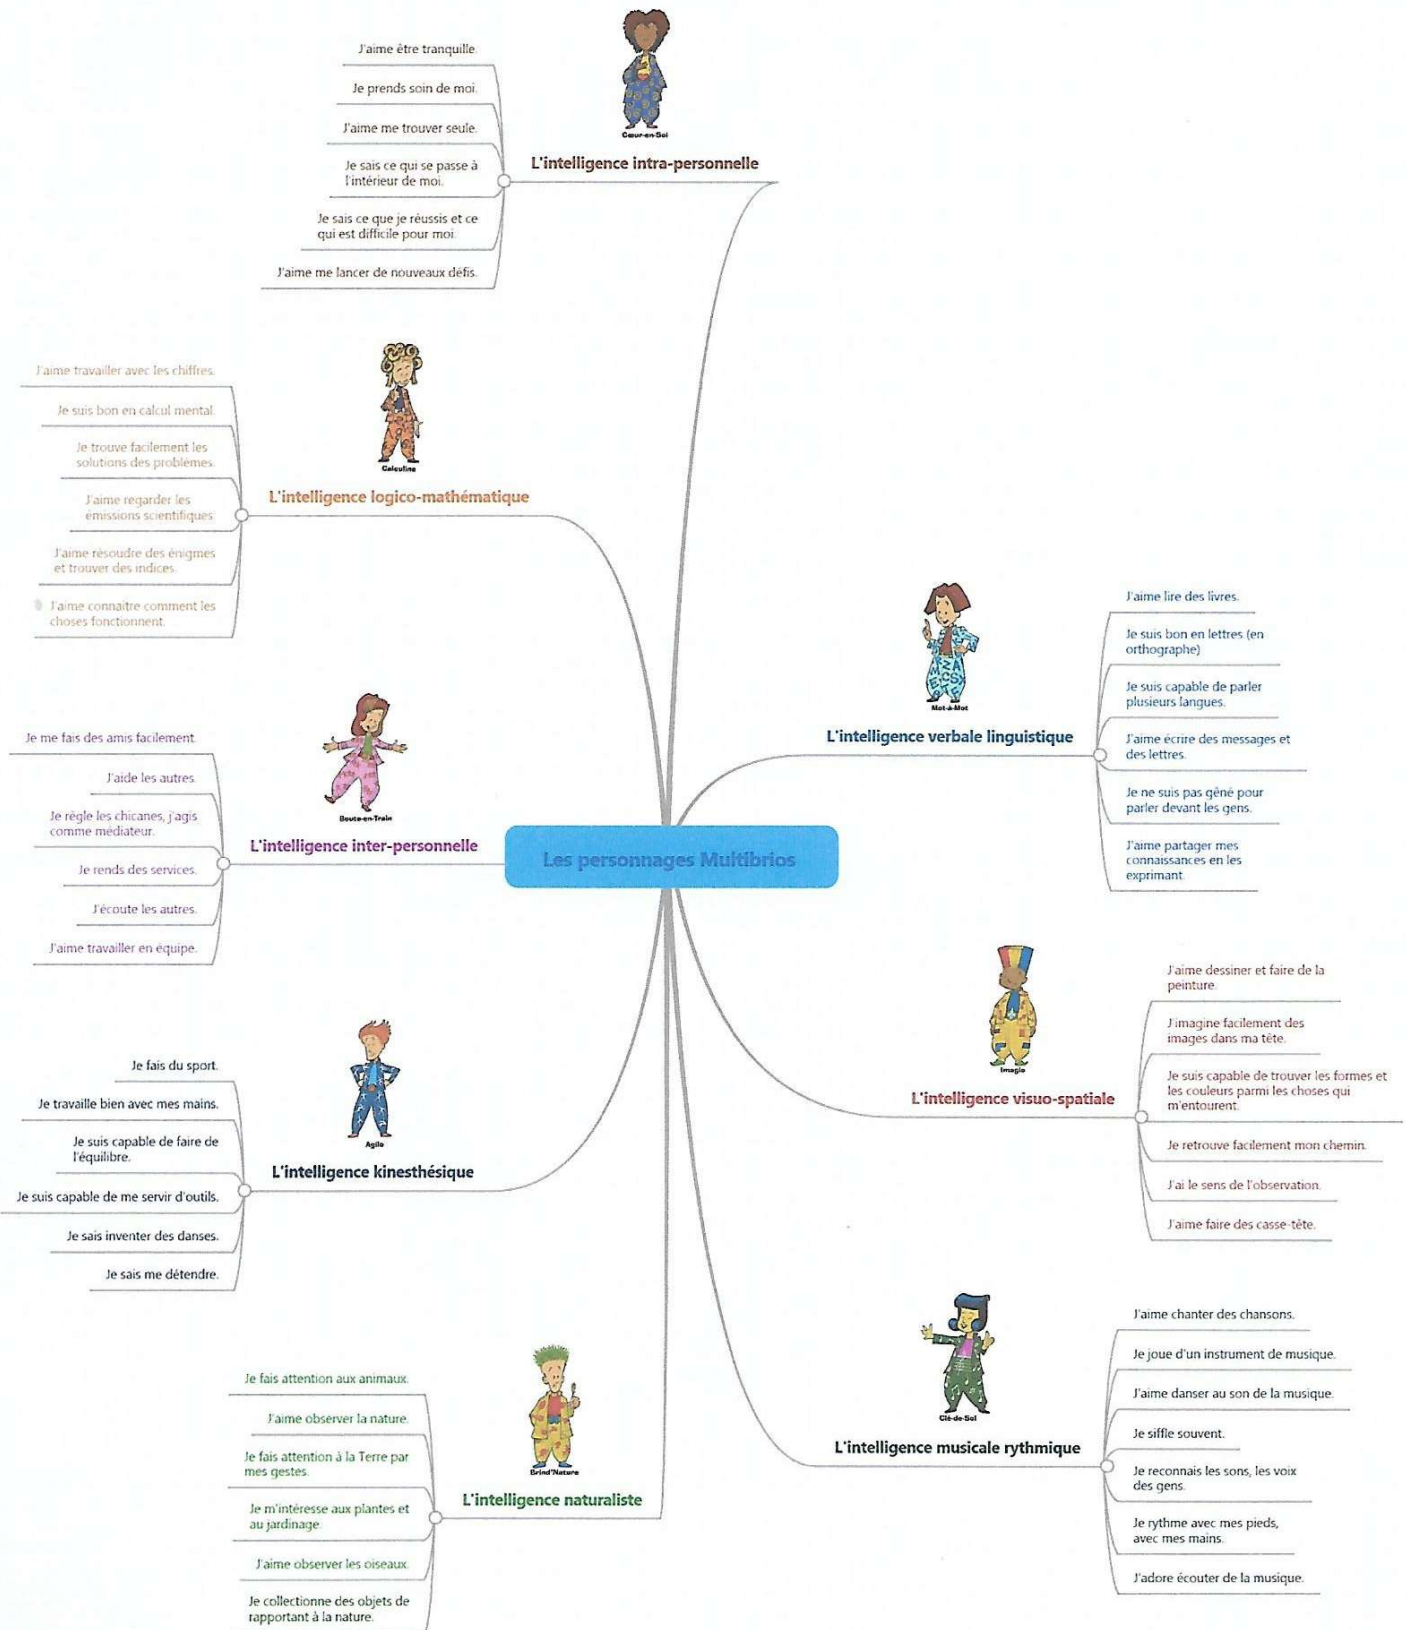 J'aime être tranquille.
Je prends soin de moi.
J'aime me trouver seule.
Je sais ce qui se passe à
l'intérieur de moi.
Je sais ce que je réussis et ce
qui est difficile pour moi.
J'aime me lancer de nouveaux défis.
Cœur-en-Soi
L'intelligence intra-personnelle
J'aime travailler avec les chiffres.
Je suis bon en calcul mental.
Je trouve facilement les
solutions des problèmes.
J'aime regarder les
émissions scientifiques
J'aime résoudre des énigmes
et trouver des indices.
J'aime connaitre comment les
choses fonctionnent.
Calculine
L'intelligence logico-mathématique
Je me fais des amis facilement.
J'aide les autres.
Je règle les chicanes, j'agis
comme médiateur.
Je rends des services.
J'écoute les autres.
J'aime travailler en équipe.
Boute-en-Train
L'intelligence inter-personnelle
Les personnages Multibrios
Je fais du sport.
Je travaille bien avec mes mains.
Je suis capable de faire de
l'équilibre.
Je suis capable de me servir d'outils.
Je sais inventer des danses.
Je sais me détendre.
Agilo
L'intelligence kinesthésique
Je fais attention aux animaux.
J'aime observer la nature.
Je fais attention à la Terre par
mes gestes.
Je m'intéresse aux plantes et
au jardinage.
J'aime observer les oiseaux.
Je collectionne des objets de
rapportant à la nature.
Brind'Nature
L'intelligence naturaliste
Mot-à-Mot
L'intelligence verbale linguistique
J'aime lire des livres.
Je suis bon en lettres (en
orthographe)
Je suis capable de parler
plusieurs langues.
J'aime écrire des messages et
des lettres.
Je ne suis pas gêné pour
parler devant les gens.
J'aime partager mes
connaissances en les
exprimant.
Imagio
L'intelligence visuo-spatiale
J'aime dessiner et faire de la
peinture.
J'imagine facilement des
images dans ma tête.
Je suis capable de trouver les formes et
les couleurs parmi les choses qui
m'entourent.
Je retrouve facilement mon chemin.
J'ai le sens de l'observation.
J'aime faire des casse-tête.
Clé-de-Sol
L'intelligence musicale rythmique
J'aime chanter des chansons.
Je joue d'un instrument de musique.
J'aime danser au son de la musique.
Je siffle souvent.
Je reconnais les sons, les voix
des gens.
Je rythme avec mes pieds,
avec mes mains.
J'adore écouter de la musique.